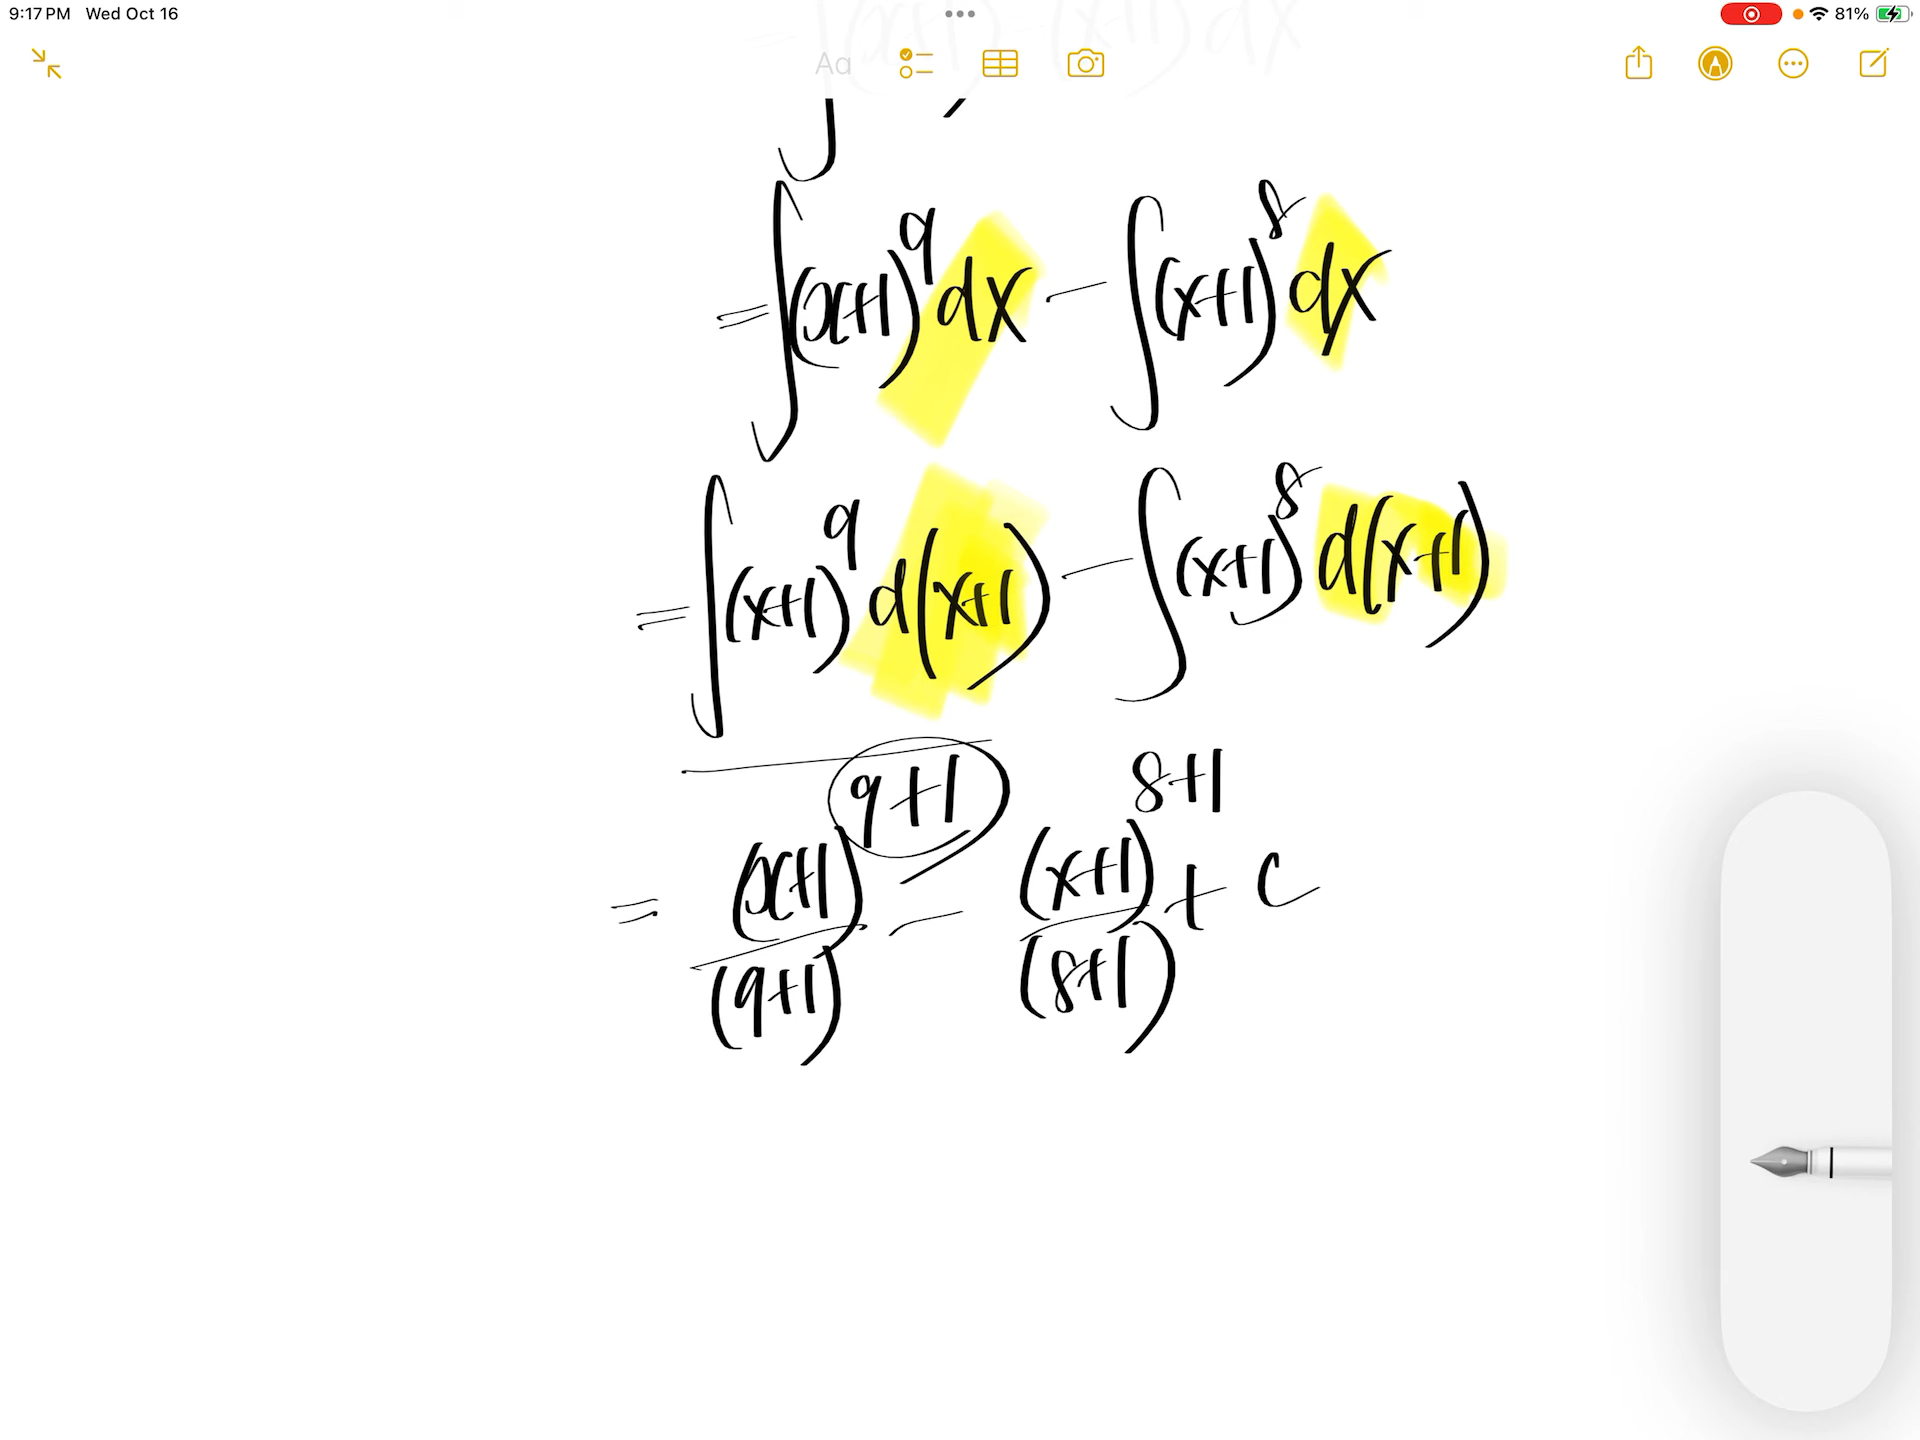 9:17 PM Wed Oct 16
81%
Aa
= ∫(x+1)⁹ dx − ∫(x+1)⁸ dx
= ∫(x+1)⁹ d(x+1) − ∫(x+1)⁸ d(x+1)
= (x+1)^(9+1) / (9+1) − (x+1)^(8+1) / (8+1) + c